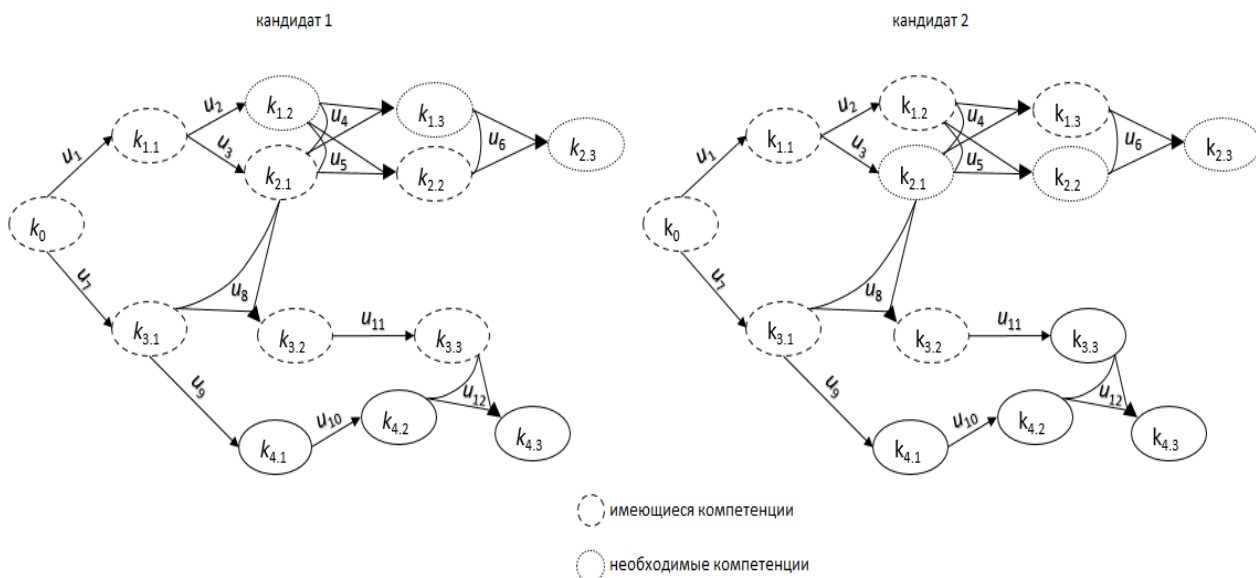 кандидат 1
кандидат 2
u₂
k₁.₂
u₄
k₁.₃
u₁
k₁.₁
u₃
u₅
u₆
k₂.₃
k₂.₁
k₂.₂
k₀
u₇
u₈
k₃.₁
k₃.₂
u₁₁
k₃.₃
u₉
u₁₀
k₄.₂
u₁₂
k₄.₁
k₄.₃
u₂
k₁.₂
u₄
k₁.₃
u₁
k₁.₁
u₃
u₅
u₆
k₂.₃
k₂.₁
k₂.₂
k₀
u₇
u₈
k₃.₁
k₃.₂
u₁₁
k₃.₃
u₉
u₁₀
k₄.₂
u₁₂
k₄.₁
k₄.₃
имеющиеся компетенции
необходимые компетенции